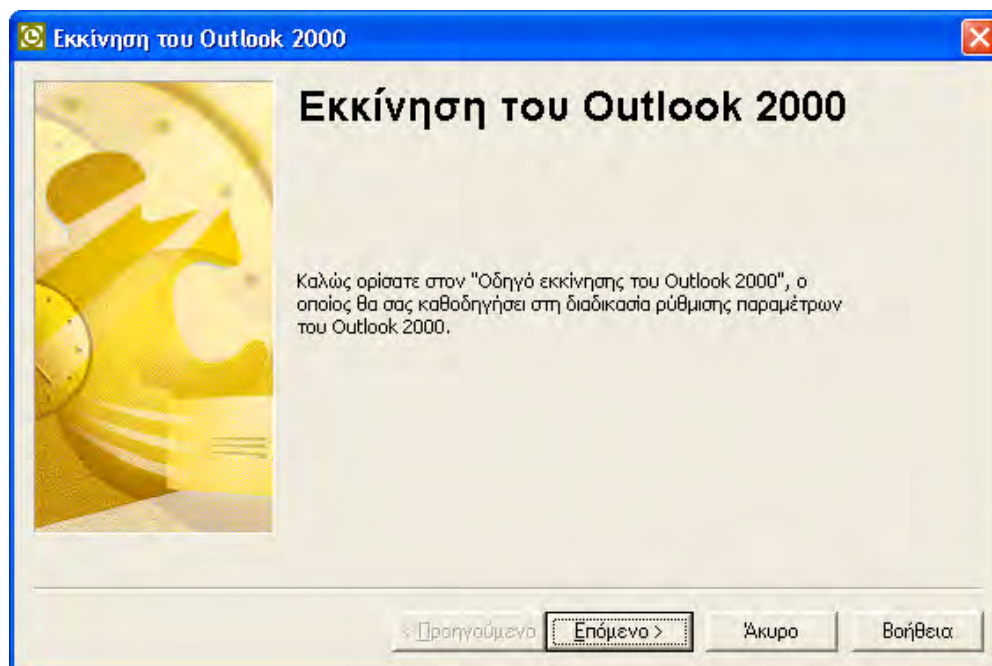 Εκκίνηση του Outlook 2000
Εκκίνηση του Outlook 2000
Καλώς ορίσατε στον "Οδηγό εκκίνησης του Outlook 2000", ο
οποίος θα σας καθοδηγήσει στη διαδικασία ρύθμισης παραμέτρων
του Outlook 2000.
< Προηγούμενο Επόμενο > Άκυρο Βοήθεια